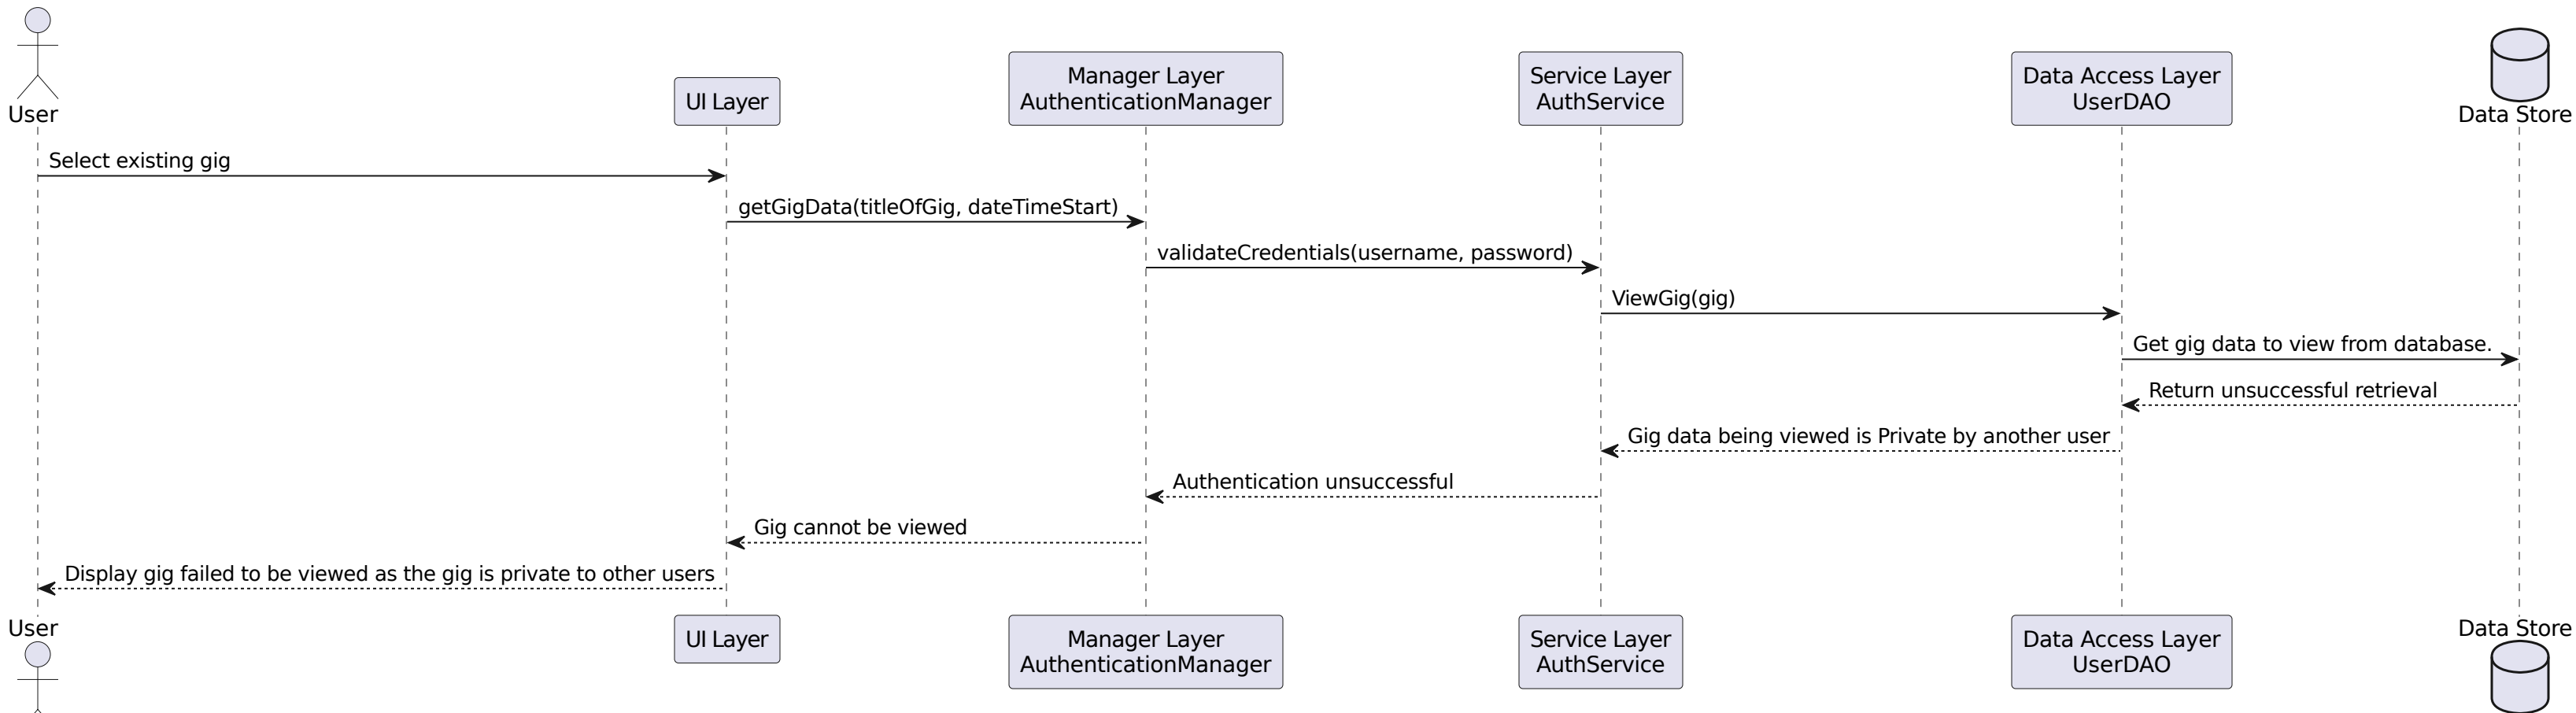 User
UI Layer
Manager Layer
AuthenticationManager
Service Layer
AuthService
Data Access Layer
UserDAO
Data Store
Select existing gig
getGigData(titleOfGig, dateTimeStart)
validateCredentials(username, password)
ViewGig(gig)
Get gig data to view from database.
Return unsuccessful retrieval
Gig data being viewed is Private by another user
Authentication unsuccessful
Gig cannot be viewed
Display gig failed to be viewed as the gig is private to other users
User
UI Layer
Manager Layer
AuthenticationManager
Service Layer
AuthService
Data Access Layer
UserDAO
Data Store